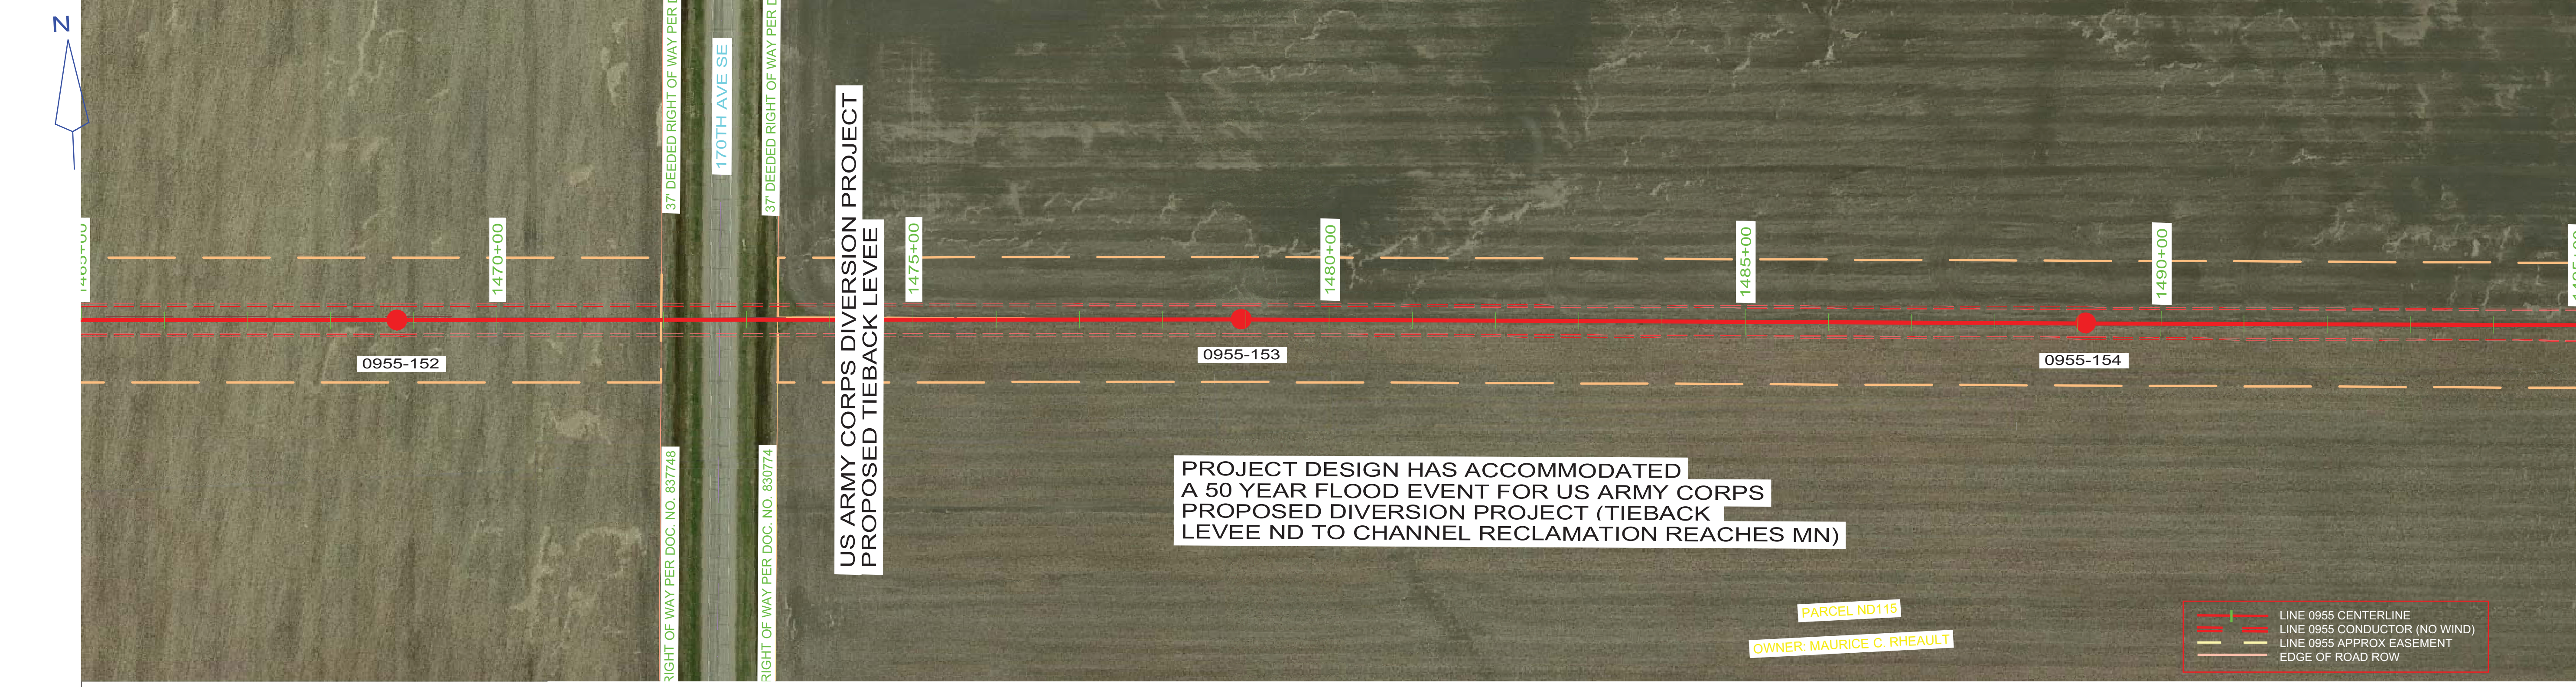 N
37' DEEDED RIGHT OF WAY PER
170TH AVE SE
37' DEEDED RIGHT OF WAY PER
US ARMY CORPS DIVERSION PROJECT
PROPOSED TIEBACK LEVEE
1465+00
1470+00
1475+00
1480+00
1485+00
1490+00
0955-152
0955-153
0955-154
RIGHT OF WAY PER DOC. NO. 837748
RIGHT OF WAY PER DOC. NO. 830774
PROJECT DESIGN HAS ACCOMMODATED
A 50 YEAR FLOOD EVENT FOR US ARMY CORPS
PROPOSED DIVERSION PROJECT (TIEBACK
LEVEE ND TO CHANNEL RECLAMATION REACHES MN)
PARCEL ND115
OWNER: MAURICE C. RHEAULT
LINE 0955 CENTERLINE
LINE 0955 CONDUCTOR (NO WIND)
LINE 0955 APPROX EASEMENT
EDGE OF ROAD ROW